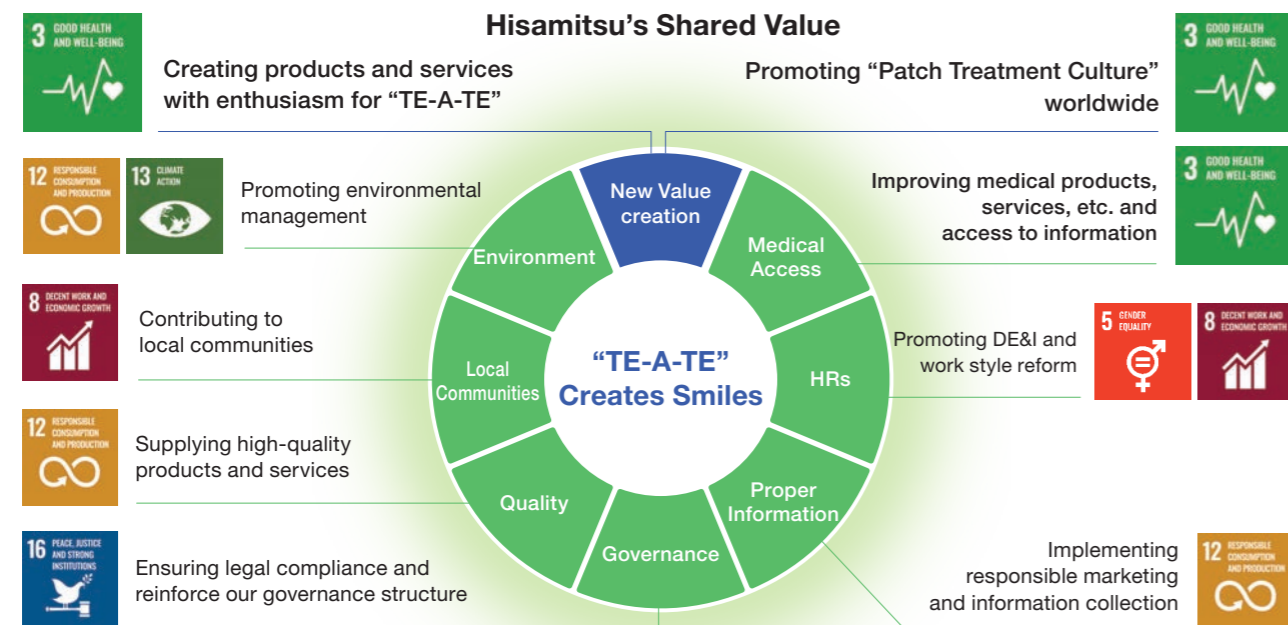 Hisamitsu’s Shared Value
3 GOOD HEALTH
AND WELL-BEING
Creating products and services
with enthusiasm for “TE-A-TE”
Promoting “Patch Treatment Culture”
worldwide
3 GOOD HEALTH
AND WELL-BEING
12 RESPONSIBLE
CONSUMPTION
AND PRODUCTION
13 CLIMATE
ACTION
Promoting environmental
management
Improving medical products,
services, etc. and
access to information
3 GOOD HEALTH
AND WELL-BEING
8 DECENT WORK AND
ECONOMIC GROWTH
Contributing to
local communities
Promoting DE&I and
work style reform
5 GENDER
EQUALITY
8 DECENT WORK AND
ECONOMIC GROWTH
12 RESPONSIBLE
CONSUMPTION
AND PRODUCTION
Supplying high-quality
products and services
16 PEACE, JUSTICE
AND STRONG
INSTITUTIONS
Ensuring legal compliance and
reinforce our governance structure
Implementing
responsible marketing
and information collection
12 RESPONSIBLE
CONSUMPTION
AND PRODUCTION
New Value
creation
Medical
Access
HRs
Proper
Information
Governance
Quality
Local
Communities
Environment
“TE-A-TE”
Creates Smiles